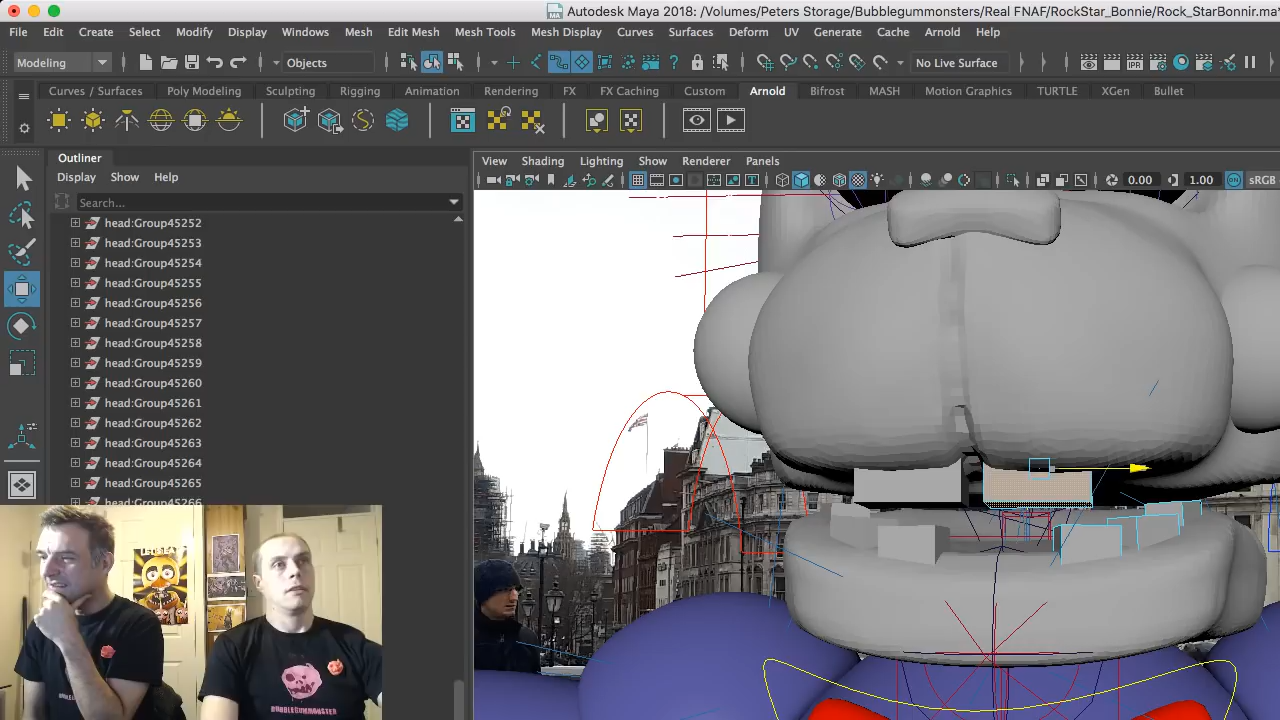 Autodesk Maya 2018: /Volumes/Peters Storage/Bubblegummonsters/Real FNAF/RockStar_Bonnie/Rock_StarBonnir.ma
File Edit Create Select Modify Display Windows Mesh Edit Mesh Mesh Tools Mesh Display Curves Surfaces Deform UV Generate Cache Arnold Help
Modeling Objects No Live Surface
Curves / Surfaces Poly Modeling Sculpting Rigging Animation Rendering FX FX Caching Custom Arnold Bifrost MASH Motion Graphics TURTLE XGen Bullet
Outliner
Display Show Help
Search...
View Shading Lighting Show Renderer Panels
0.00 1.00 sRGB
head:Group45252
head:Group45253
head:Group45254
head:Group45255
head:Group45256
head:Group45257
head:Group45258
head:Group45259
head:Group45260
head:Group45261
head:Group45262
head:Group45263
head:Group45264
head:Group45265
head:Group45266
LET'S EAT
BUBBLEGUMMONSTER